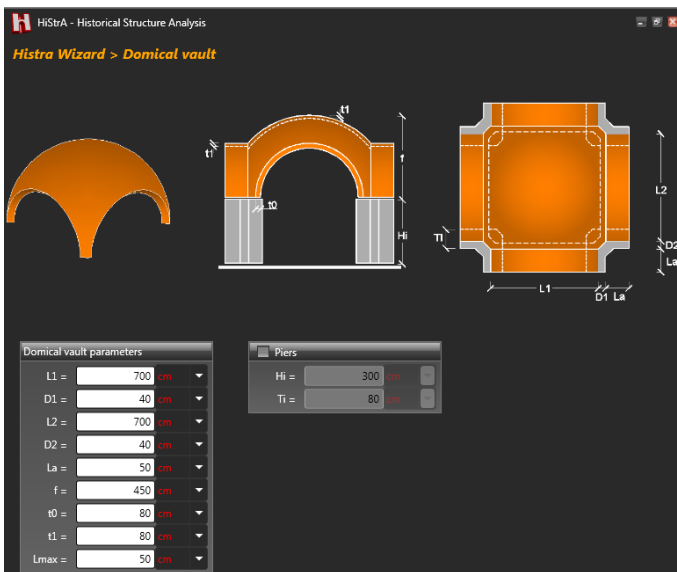 HiStrA - Historical Structure Analysis
Histra Wizard > Domical vault
t1
t1
f
t0
Hi
L2
Tl
D2
La
L1
D1 La
Domical vault parameters
L1 = 700 cm
D1 = 40 cm
L2 = 700 cm
D2 = 40 cm
La = 50 cm
f = 450 cm
t0 = 80 cm
t1 = 80 cm
Lmax = 50 cm
Piers
Hi = 300 cm
Ti = 80 cm